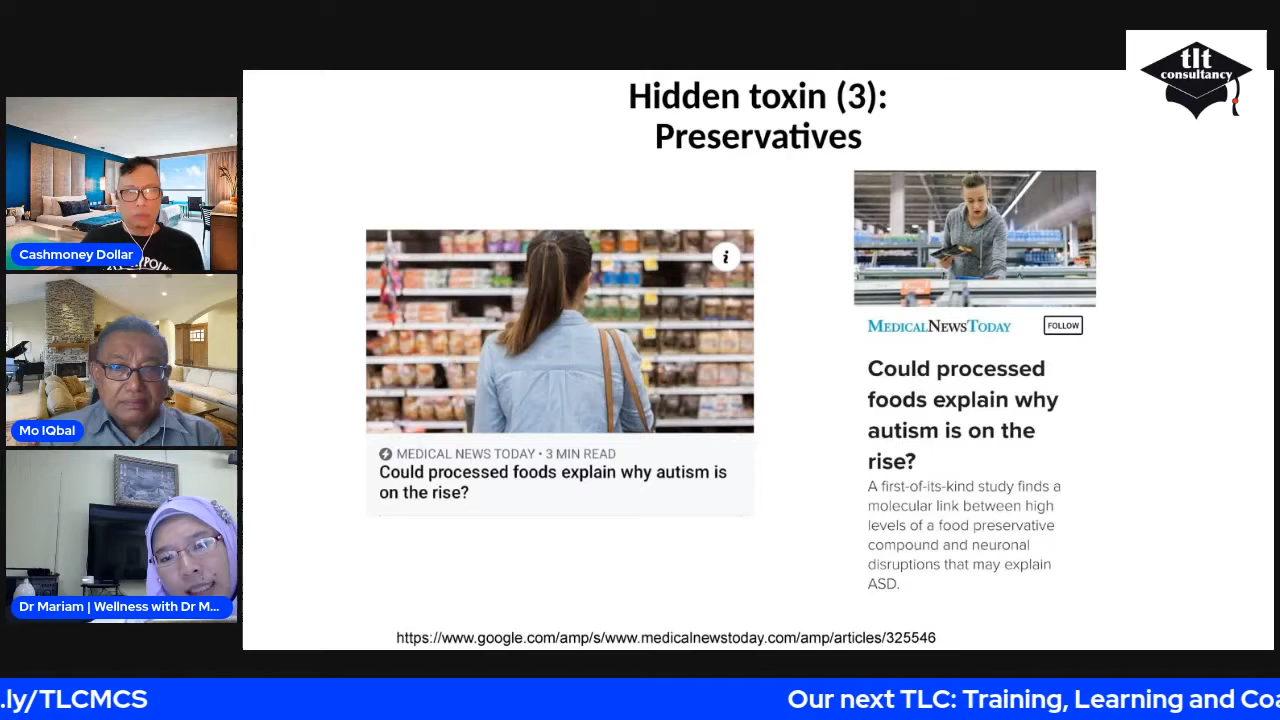 tlt
consultancy
Hidden toxin (3):
Preservatives
Cashmoney Dollar
Mo IQbal
Dr Mariam | Wellness with Dr M...
i
MEDICAL NEWS TODAY • 3 MIN READ
Could processed foods explain why autism is
on the rise?
MEDICALNEWSTODAY
FOLLOW
Could processed
foods explain why
autism is on the
rise?
A first-of-its-kind study finds a
molecular link between high
levels of a food preservative
compound and neuronal
disruptions that may explain
ASD.
https://www.google.com/amp/s/www.medicalnewstoday.com/amp/articles/325546
.ly/TLCMCS
Our next TLC: Training, Learning and Coa